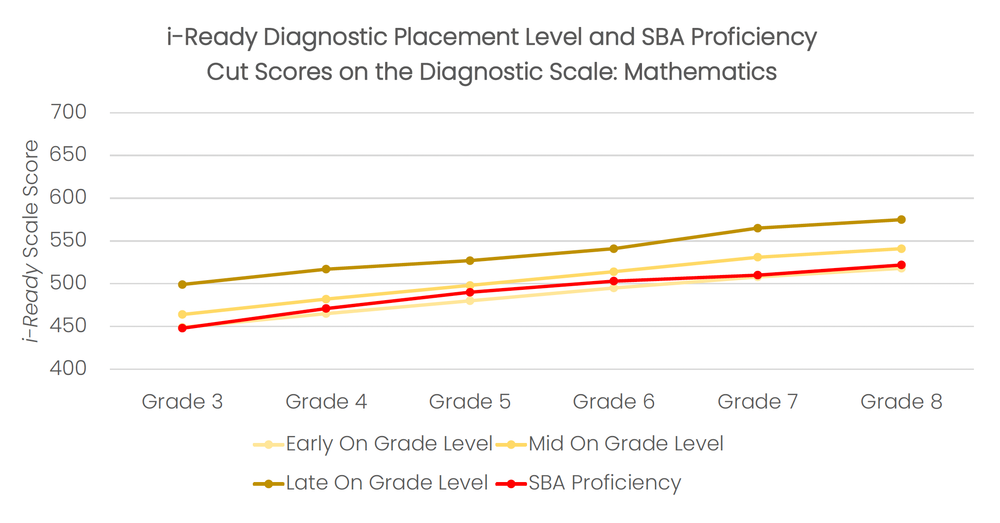 i-Ready Diagnostic Placement Level and SBA Proficiency
Cut Scores on the Diagnostic Scale: Mathematics
i-Ready Scale Score
700
650
600
550
500
450
400
Grade 3 Grade 4 Grade 5 Grade 6 Grade 7 Grade 8
Early On Grade Level Mid On Grade Level
Late On Grade Level SBA Proficiency